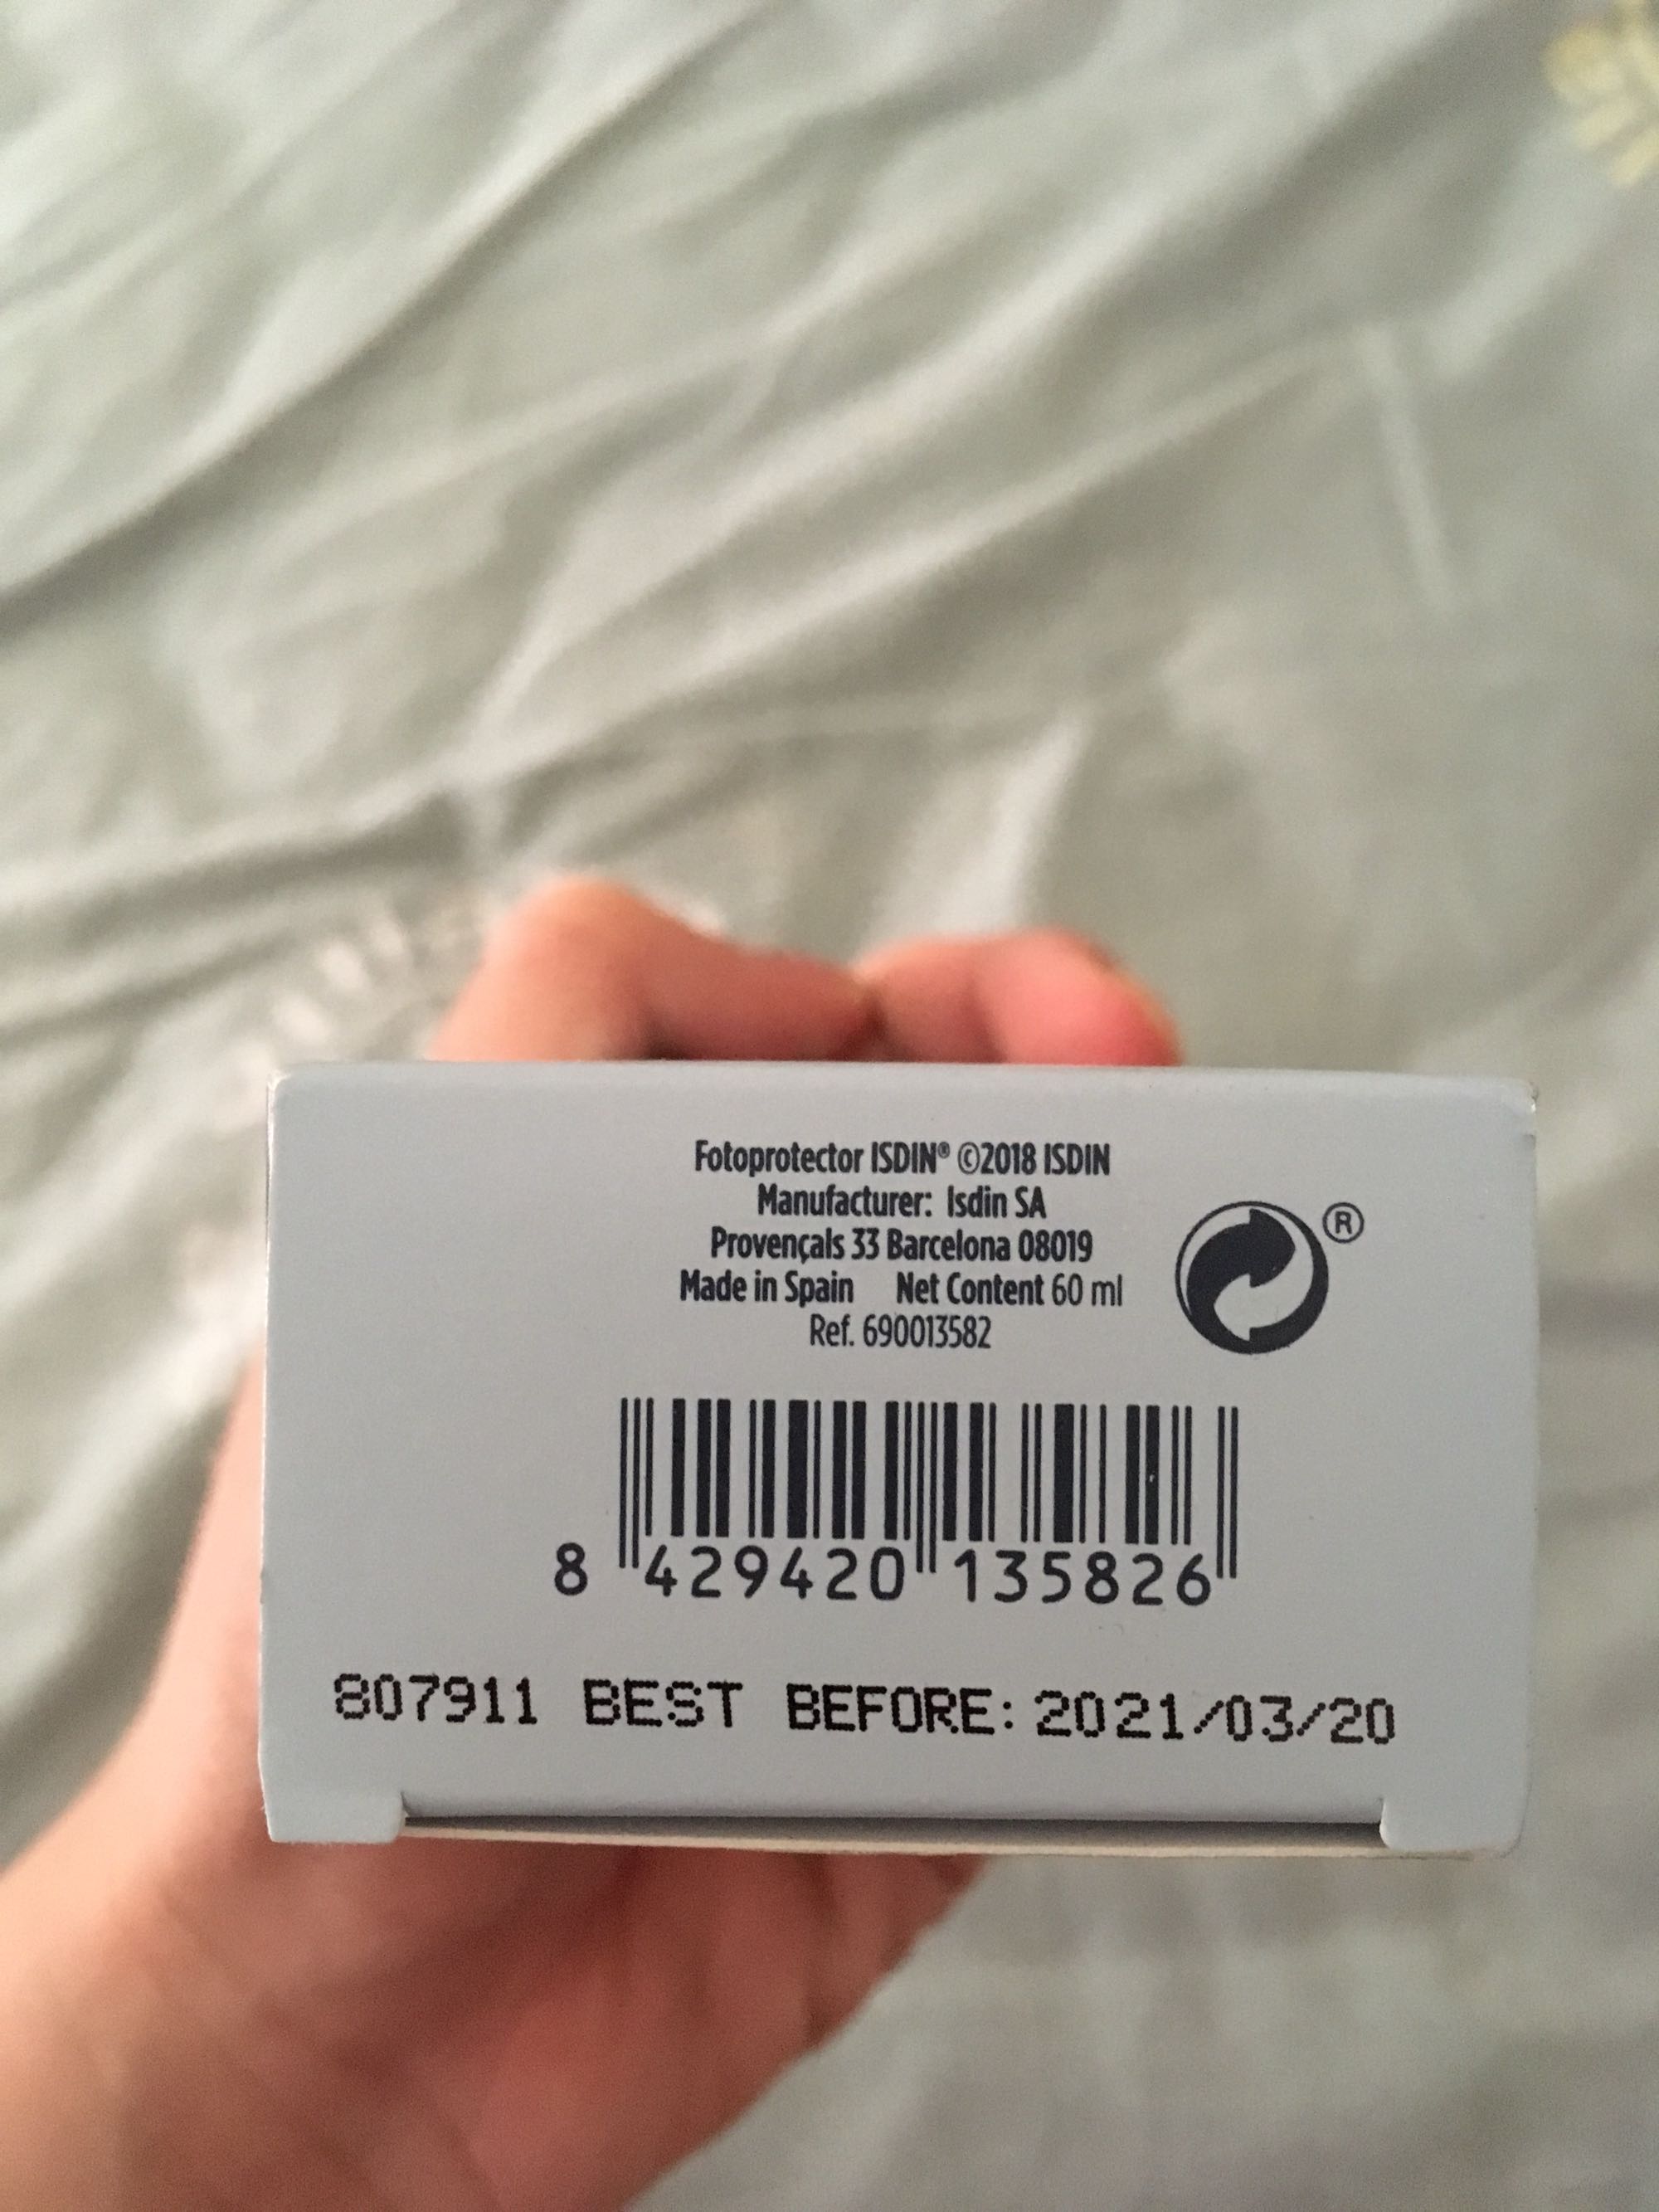 Fotoprotector ISDIN® ©2018 ISDIN
Manufacturer: Isdin SA
Provençals 33 Barcelona 08019
Made in Spain Net Content 60 ml
Ref. 690013582
®
8 429420 135826
807911 BEST BEFORE: 2021/03/20